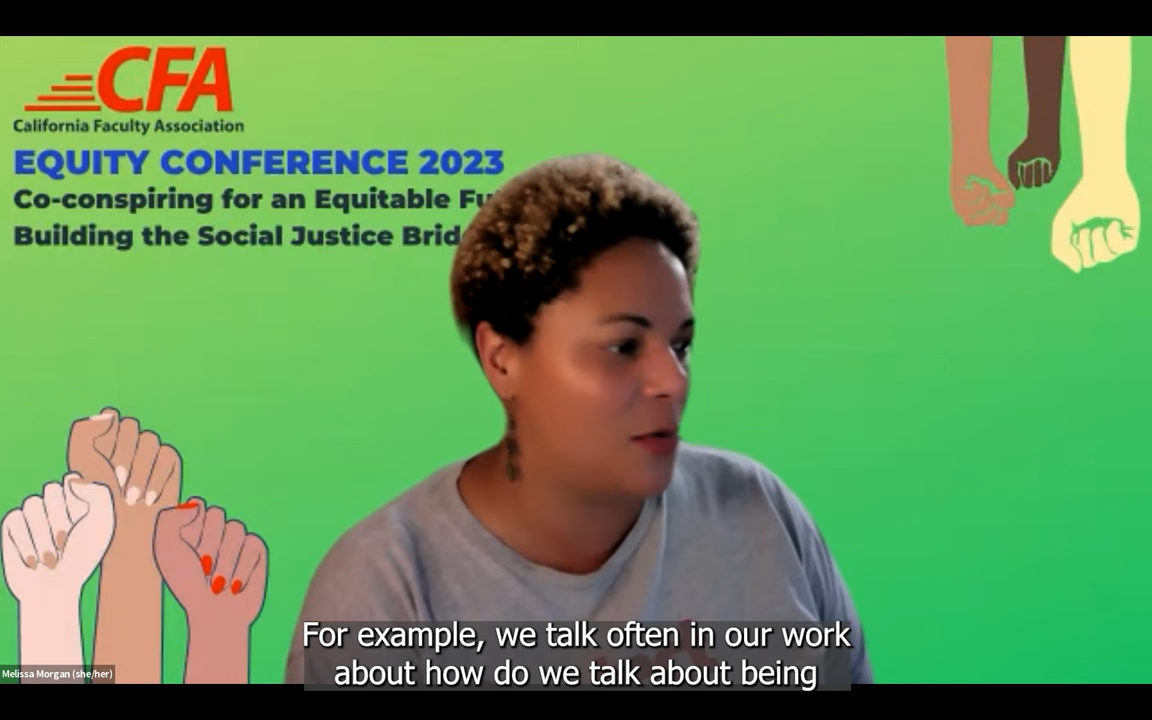 CFA
California Faculty Association
EQUITY CONFERENCE 2023
Co-conspiring for an Equitable
Building the Social Justice
Melissa Morgan (she/her)
For example, we talk often in our work
about how do we talk about being